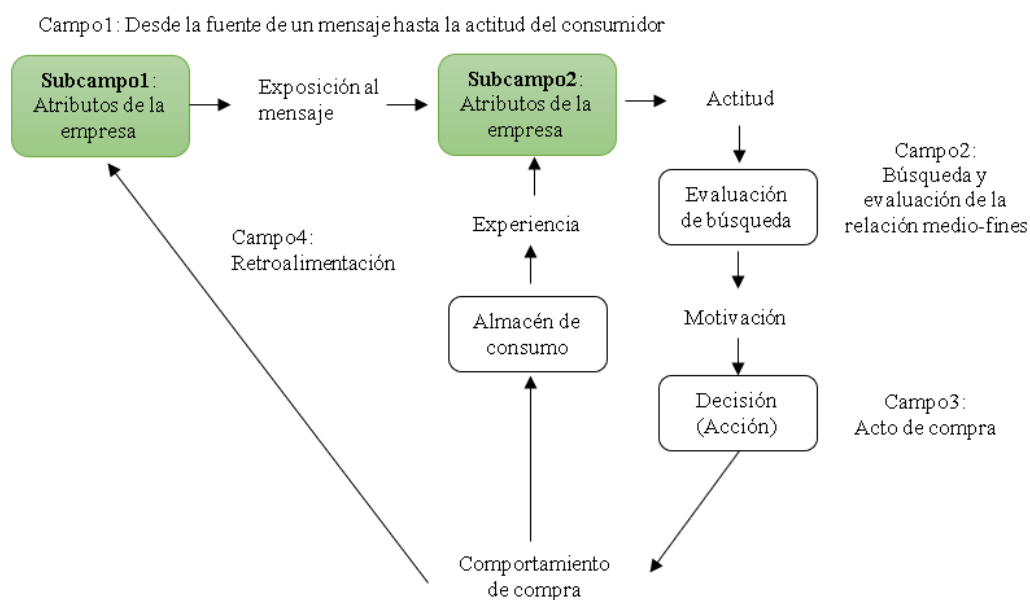 Campo1: Desde la fuente de un mensaje hasta la actitud del consumidor
Subcampo1:
Atributos de la
empresa
Exposición al
mensaje
Subcampo2:
Atributos de la
empresa
Actitud
Evaluación
de búsqueda
Campo2:
Búsqueda y
evaluación de la
relación medio-fines
Experiencia
Campo4:
Retroalimentación
Motivación
Almacén de
consumo
Decisión
(Acción)
Campo3:
Acto de compra
Comportamiento
de compra